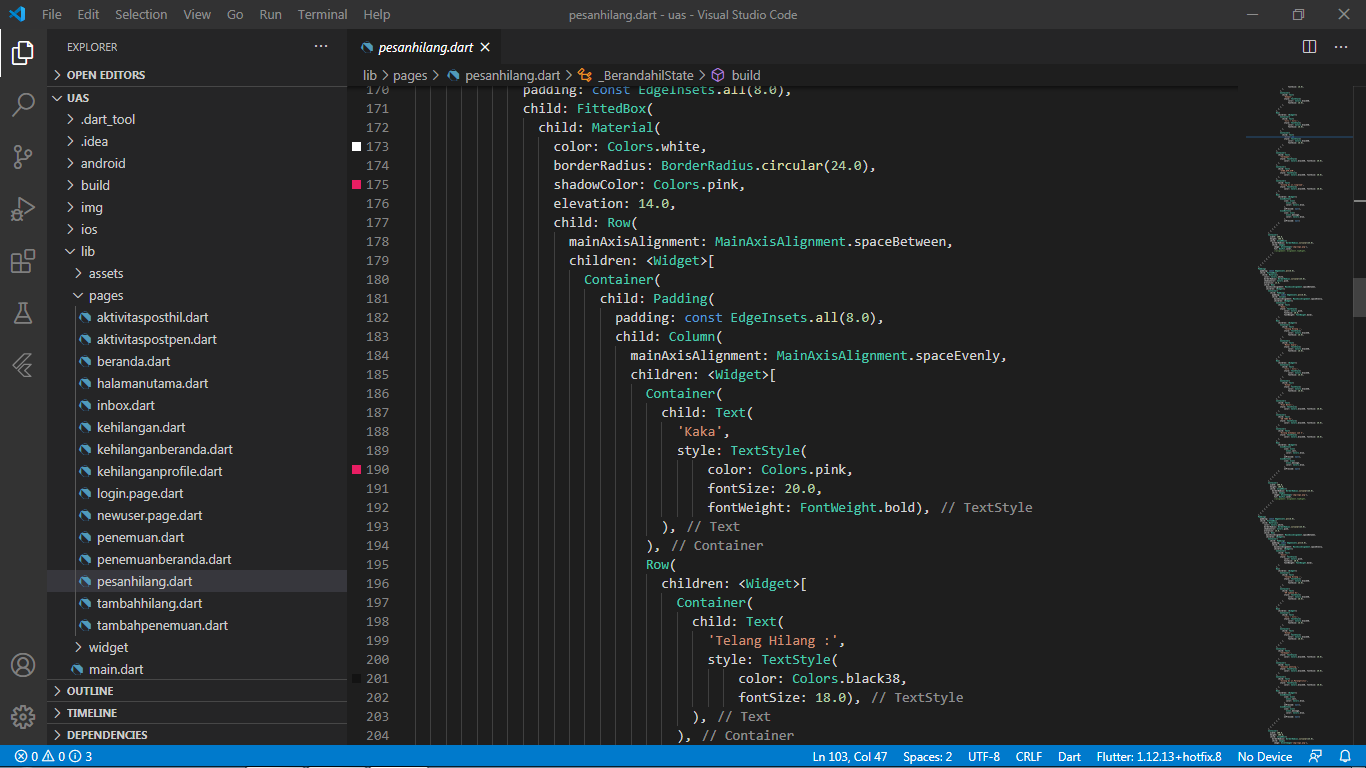 File Edit Selection View Go Run Terminal Help
pesanhilang.dart - uas - Visual Studio Code
EXPLORER
OPEN EDITORS
UAS
.dart_tool
.idea
android
build
img
ios
lib
assets
pages
aktivitasposthil.dart
aktivitaspostpen.dart
beranda.dart
halamanutama.dart
inbox.dart
kehilangan.dart
kehilanganberanda.dart
kehilanganprofile.dart
login.page.dart
newuser.page.dart
penemuan.dart
penemuanberanda.dart
pesanhilang.dart
tambahhilang.dart
tambahpenemuan.dart
widget
main.dart
OUTLINE
TIMELINE
DEPENDENCIES
pesanhilang.dart
lib > pages > pesanhilang.dart > _BerandahilState > build
170 padding: const EdgeInsets.all(8.0),
171 child: FittedBox(
172 child: Material(
173 color: Colors.white,
174 borderRadius: BorderRadius.circular(24.0),
175 shadowColor: Colors.pink,
176 elevation: 14.0,
177 child: Row(
178 mainAxisAlignment: MainAxisAlignment.spaceBetween,
179 children: <Widget>[
180 Container(
181 child: Padding(
182 padding: const EdgeInsets.all(8.0),
183 child: Column(
184 mainAxisAlignment: MainAxisAlignment.spaceEvenly,
185 children: <Widget>[
186 Container(
187 child: Text(
188 'Kaka',
189 style: TextStyle(
190 color: Colors.pink,
191 fontSize: 20.0,
192 fontWeight: FontWeight.bold), // TextStyle
193 ), // Text
194 ), // Container
195 Row(
196 children: <Widget>[
197 Container(
198 child: Text(
199 'Telang Hilang :',
200 style: TextStyle(
201 color: Colors.black38,
202 fontSize: 18.0), // TextStyle
203 ), // Text
204 ), // Container
0 0 3
Ln 103, Col 47 Spaces: 2 UTF-8 CRLF Dart Flutter: 1.12.13+hotfix.8 No Device